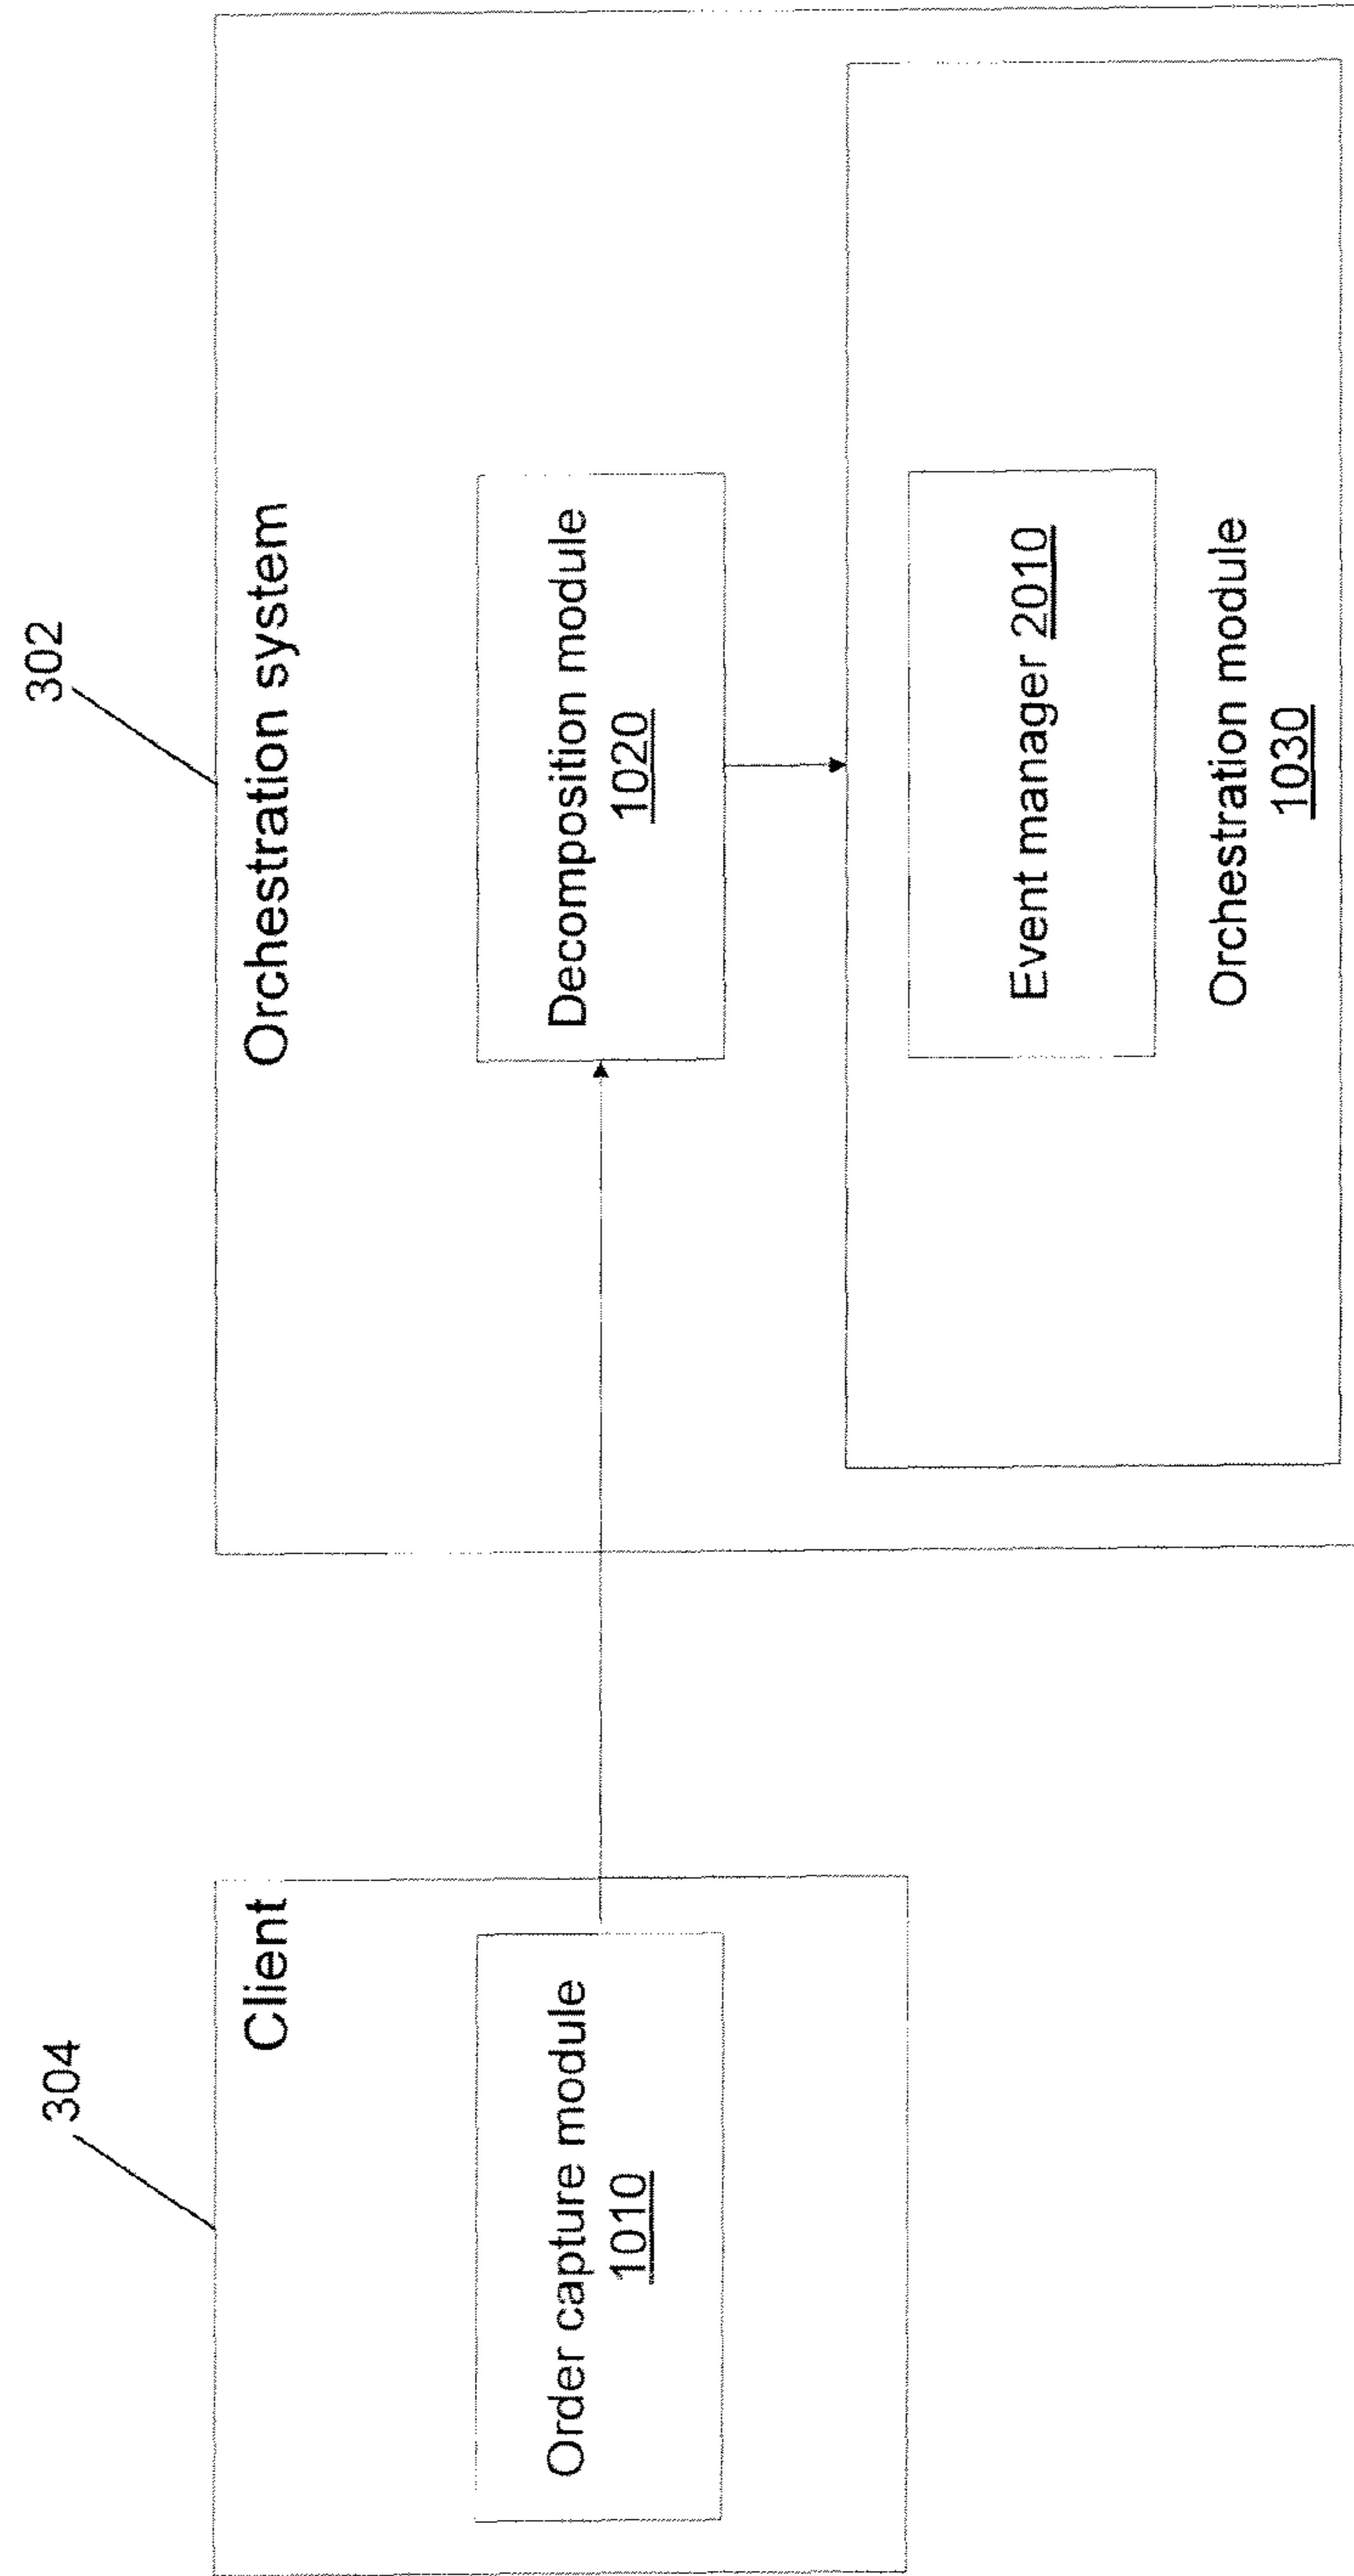 304
Client
Order capture module
1010
302
Orchestration system
Decomposition module
1020
Event manager 2010
Orchestration module
1030